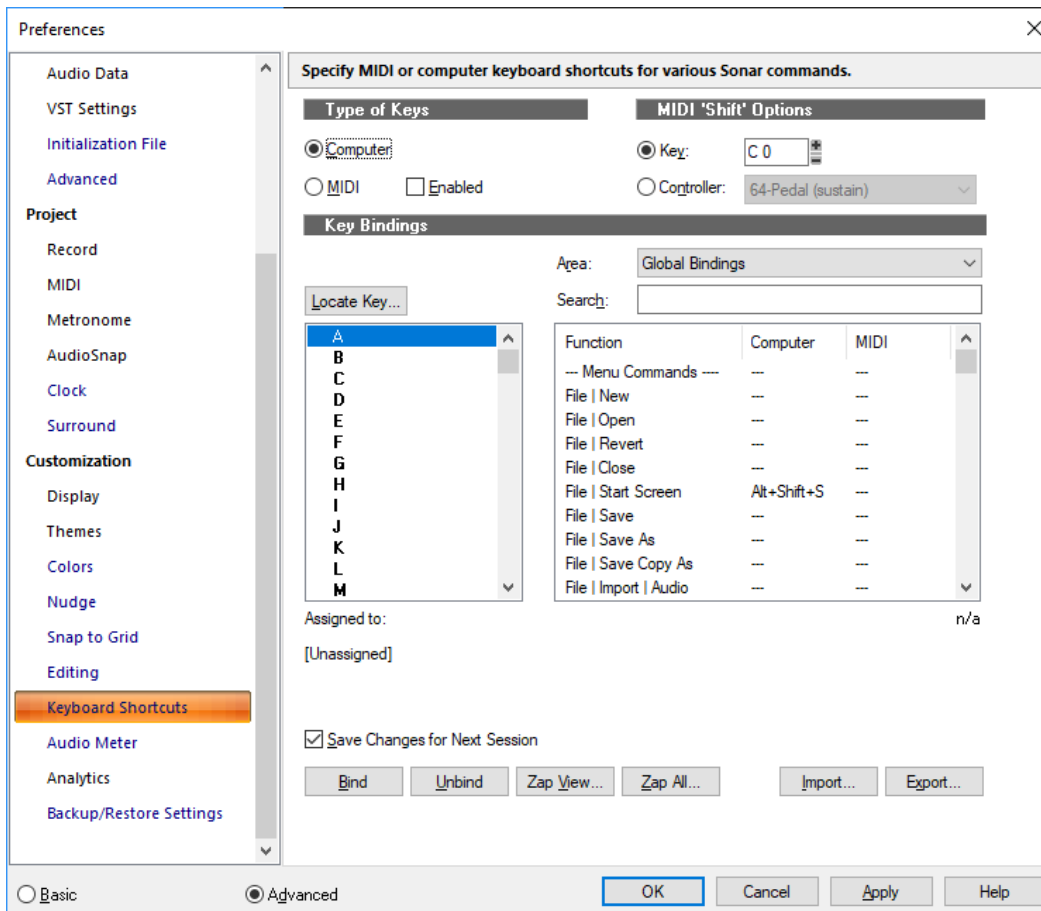 Preferences
Audio Data
VST Settings
Initialization File
Advanced
Project
Record
MIDI
Metronome
AudioSnap
Clock
Surround
Customization
Display
Themes
Colors
Nudge
Snap to Grid
Editing
Keyboard Shortcuts
Audio Meter
Analytics
Backup/Restore Settings
Specify MIDI or computer keyboard shortcuts for various Sonar commands.
Type of Keys
Computer
MIDI Enabled
MIDI 'Shift' Options
Key: C 0
Controller: 64-Pedal (sustain)
Key Bindings
Area: Global Bindings
Locate Key...
Search:
A
B
C
D
E
F
G
H
I
J
K
L
M
Function Computer MIDI
--- Menu Commands ---- --- ---
File | New --- ---
File | Open --- ---
File | Revert --- ---
File | Close --- ---
File | Start Screen Alt+Shift+S ---
File | Save --- ---
File | Save As --- ---
File | Save Copy As --- ---
File | Import | Audio --- ---
Assigned to: n/a
[Unassigned]
Save Changes for Next Session
Bind Unbind Zap View... Zap All... Import... Export...
Basic Advanced OK Cancel Apply Help